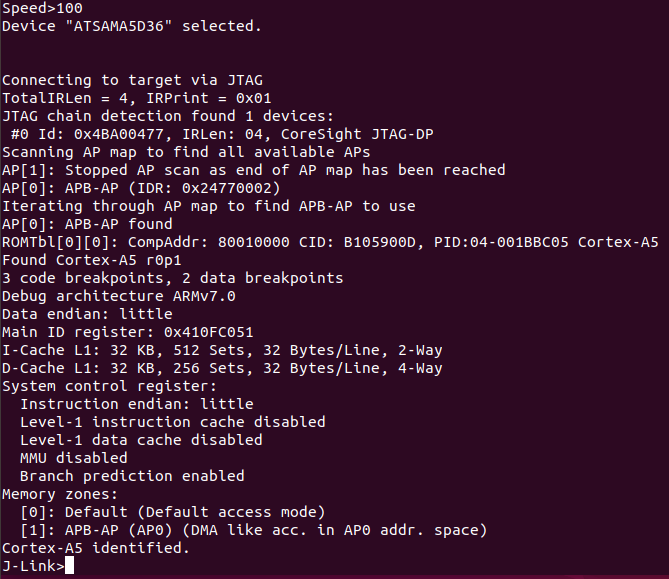 Speed>100
Device "ATSAMA5D36" selected.
Connecting to target via JTAG
TotalIRLen = 4, IRPrint = 0x01
JTAG chain detection found 1 devices:
 #0 Id: 0x4BA00477, IRLen: 04, CoreSight JTAG-DP
Scanning AP map to find all available APs
AP[1]: Stopped AP scan as end of AP map has been reached
AP[0]: APB-AP (IDR: 0x24770002)
Iterating through AP map to find APB-AP to use
AP[0]: APB-AP found
ROMTbl[0][0]: CompAddr: 80010000 CID: B105900D, PID:04-001BBC05 Cortex-A5
Found Cortex-A5 r0p1
3 code breakpoints, 2 data breakpoints
Debug architecture ARMv7.0
Data endian: little
Main ID register: 0x410FC051
I-Cache L1: 32 KB, 512 Sets, 32 Bytes/Line, 2-Way
D-Cache L1: 32 KB, 256 Sets, 32 Bytes/Line, 4-Way
System control register:
  Instruction endian: little
  Level-1 instruction cache disabled
  Level-1 data cache disabled
  MMU disabled
  Branch prediction enabled
Memory zones:
  [0]: Default (Default access mode)
  [1]: APB-AP (AP0) (DMA like acc. in AP0 addr. space)
Cortex-A5 identified.
J-Link>